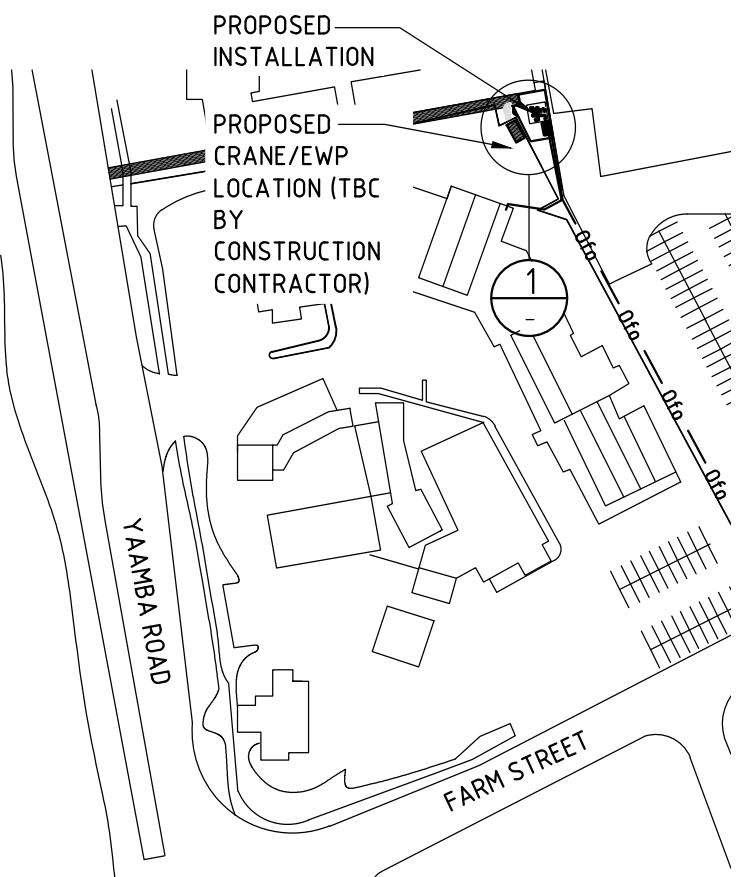 PROPOSED
INSTALLATION
PROPOSED
CRANE/EWP
LOCATION (TBC
BY
CONSTRUCTION
CONTRACTOR)
1
-
Ofo
Ofo
Ofo
Ofo
YAAMBA ROAD
FARM STREET